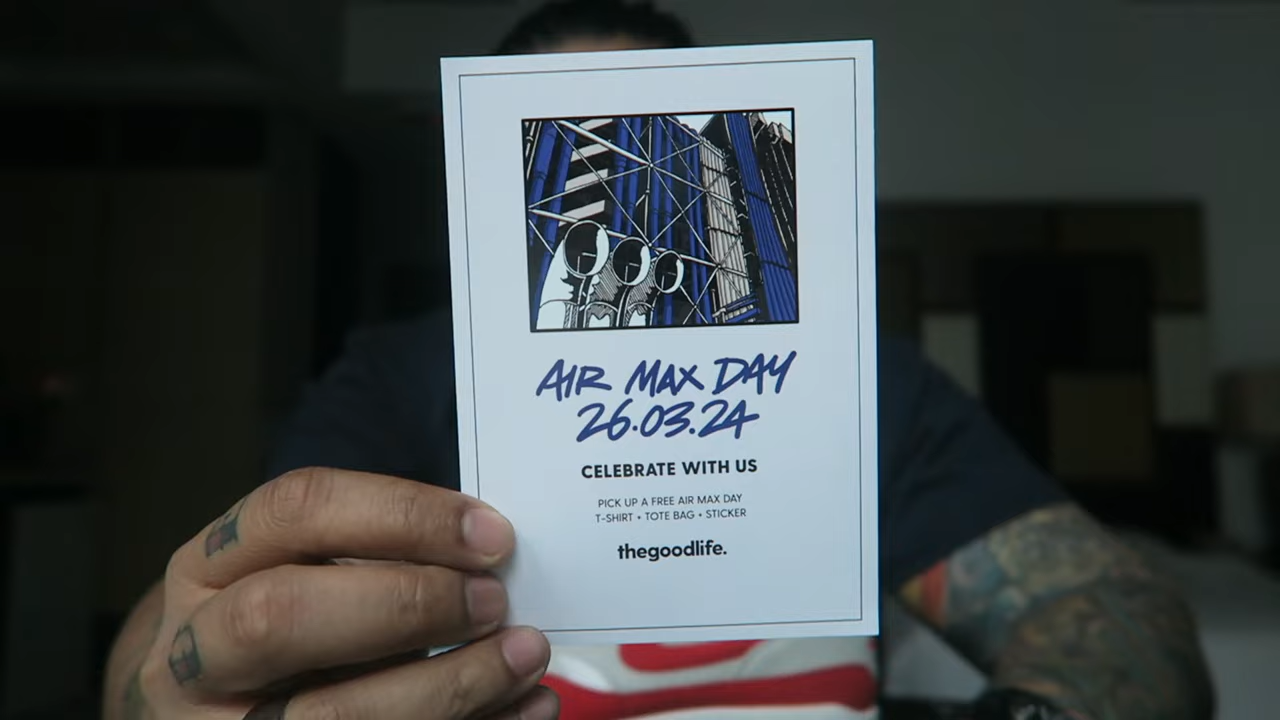 AIR MAX DAY
26.03.24
CELEBRATE WITH US
PICK UP A FREE AIR MAX DAY
T-SHIRT • TOTE BAG • STICKER
thegoodlife.